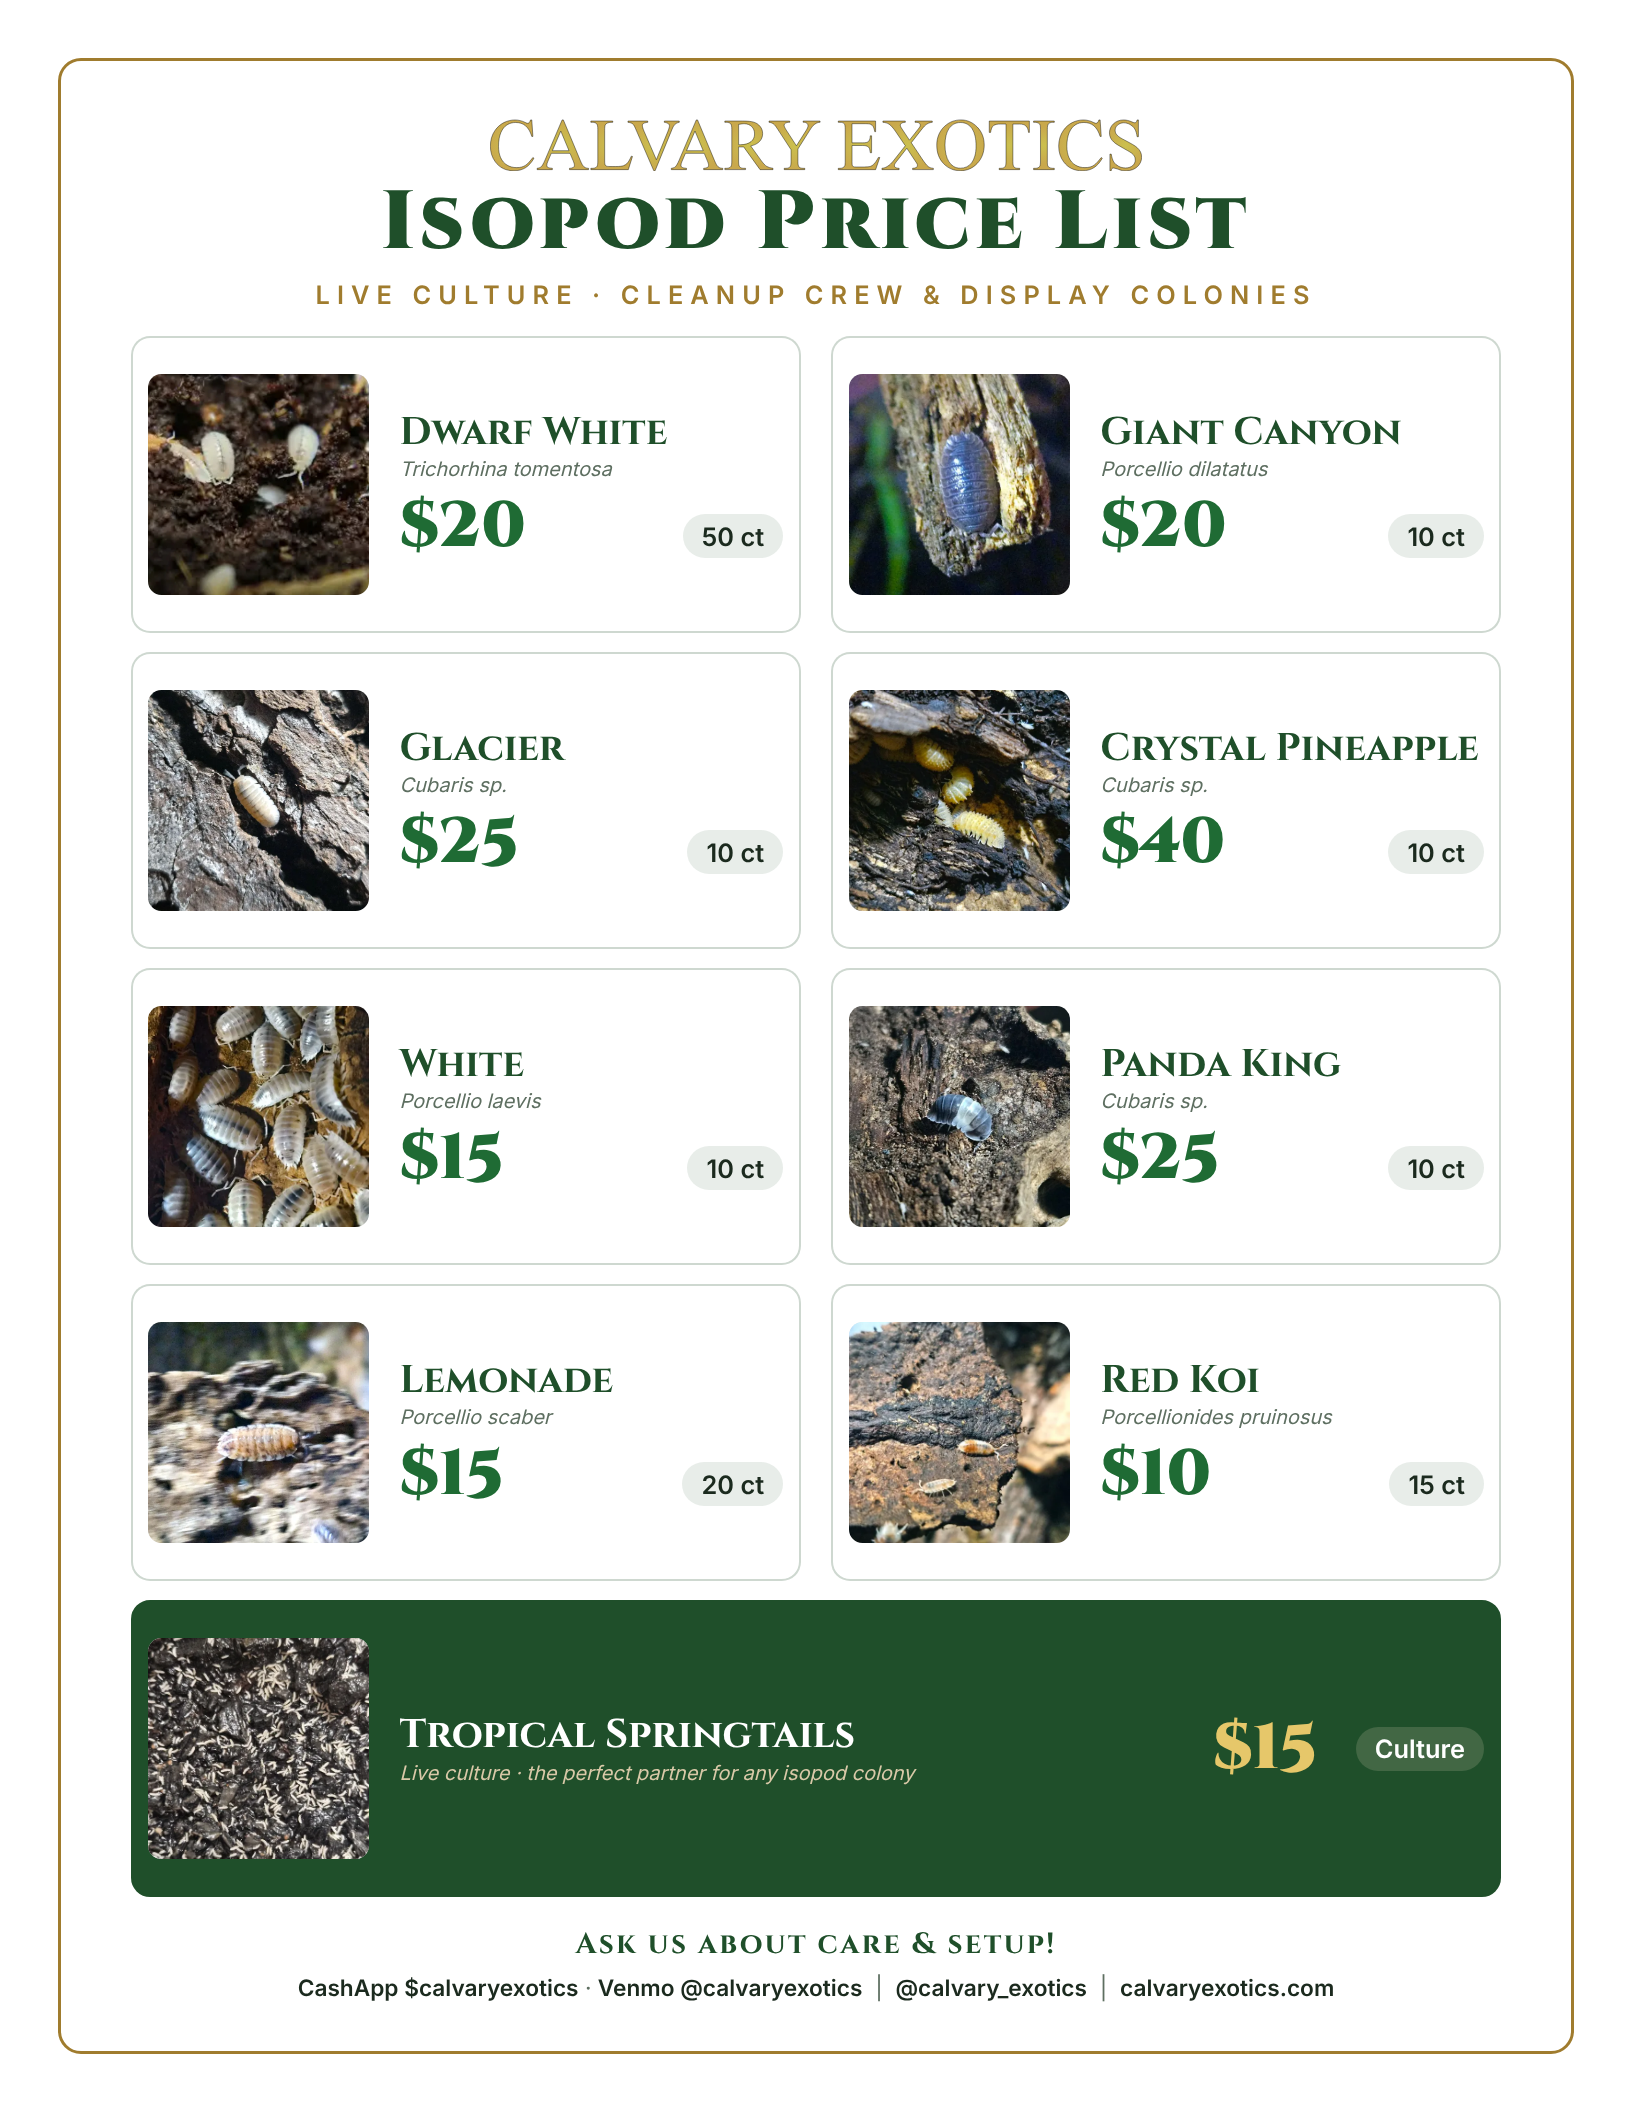 CALVARY EXOTICS
Isopod Price List
LIVE CULTURE · CLEANUP CREW & DISPLAY COLONIES
Dwarf White
Trichorhina tomentosa
$20
50 ct
Giant Canyon
Porcellio dilatatus
$20
10 ct
Glacier
Cubaris sp.
$25
10 ct
Crystal Pineapple
Cubaris sp.
$40
10 ct
White
Porcellio laevis
$15
10 ct
Panda King
Cubaris sp.
$25
10 ct
Lemonade
Porcellio scaber
$15
20 ct
Red Koi
Porcellionides pruinosus
$10
15 ct
Tropical Springtails
Live culture · the perfect partner for any isopod colony
$15
Culture
Ask us about care & setup!
CashApp $calvaryexotics · Venmo @calvaryexotics | @calvary_exotics | calvaryexotics.com